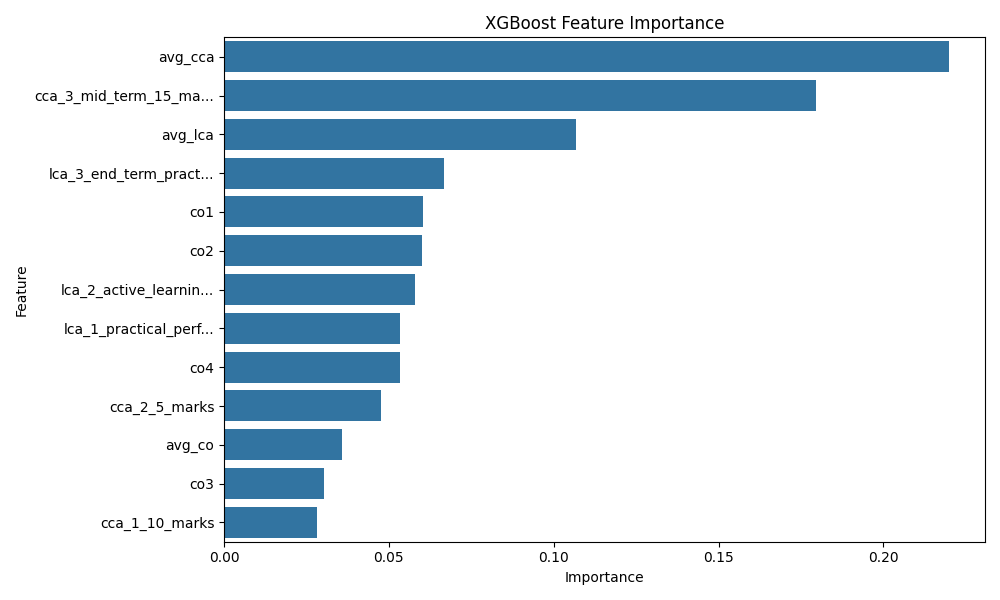 XGBoost Feature Importance
avg_cca
cca_3_mid_term_15_ma...
avg_lca
lca_3_end_term_pract...
co1
co2
lca_2_active_learnin...
lca_1_practical_perf...
co4
cca_2_5_marks
avg_co
co3
cca_1_10_marks
Feature
0.00 0.05 0.10 0.15 0.20
Importance